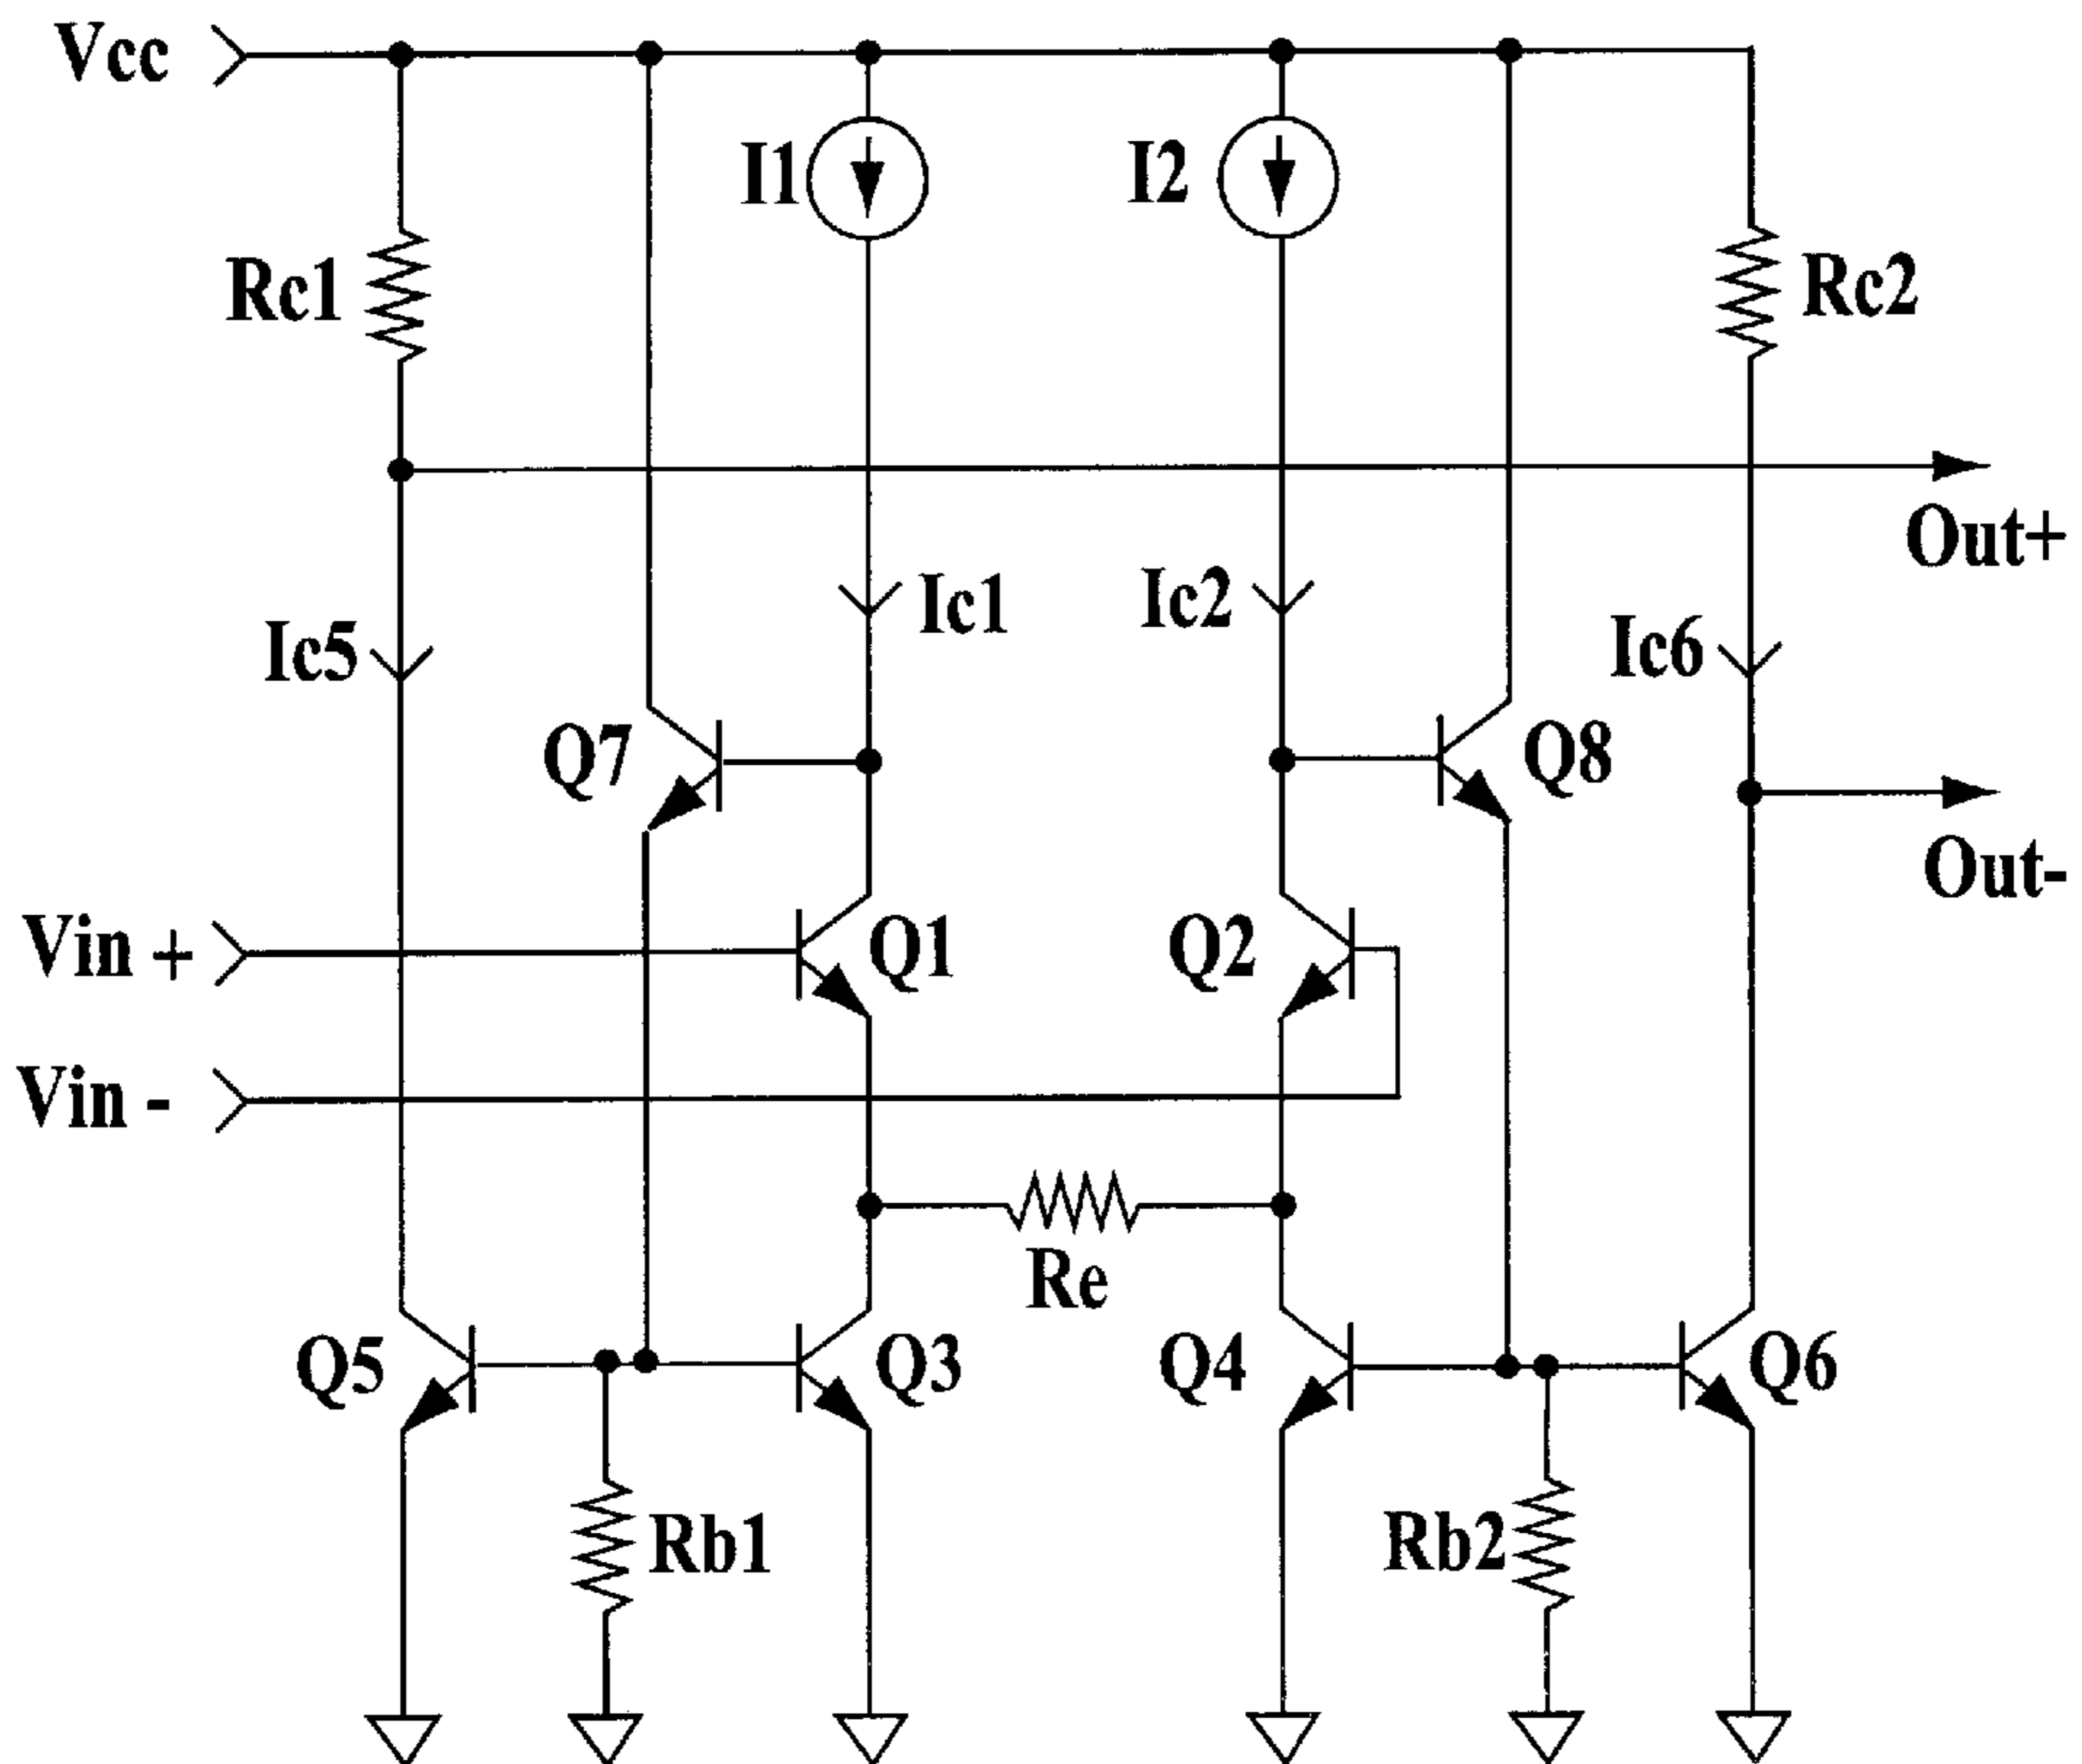 Vcc
I1
I2
Rc1
Rc2
Out+
Ic5
Ic1
Ic2
Ic6
Q7
Q8
Out-
Vin +
Q1
Q2
Vin -
Re
Q5
Q3
Q4
Q6
Rb1
Rb2